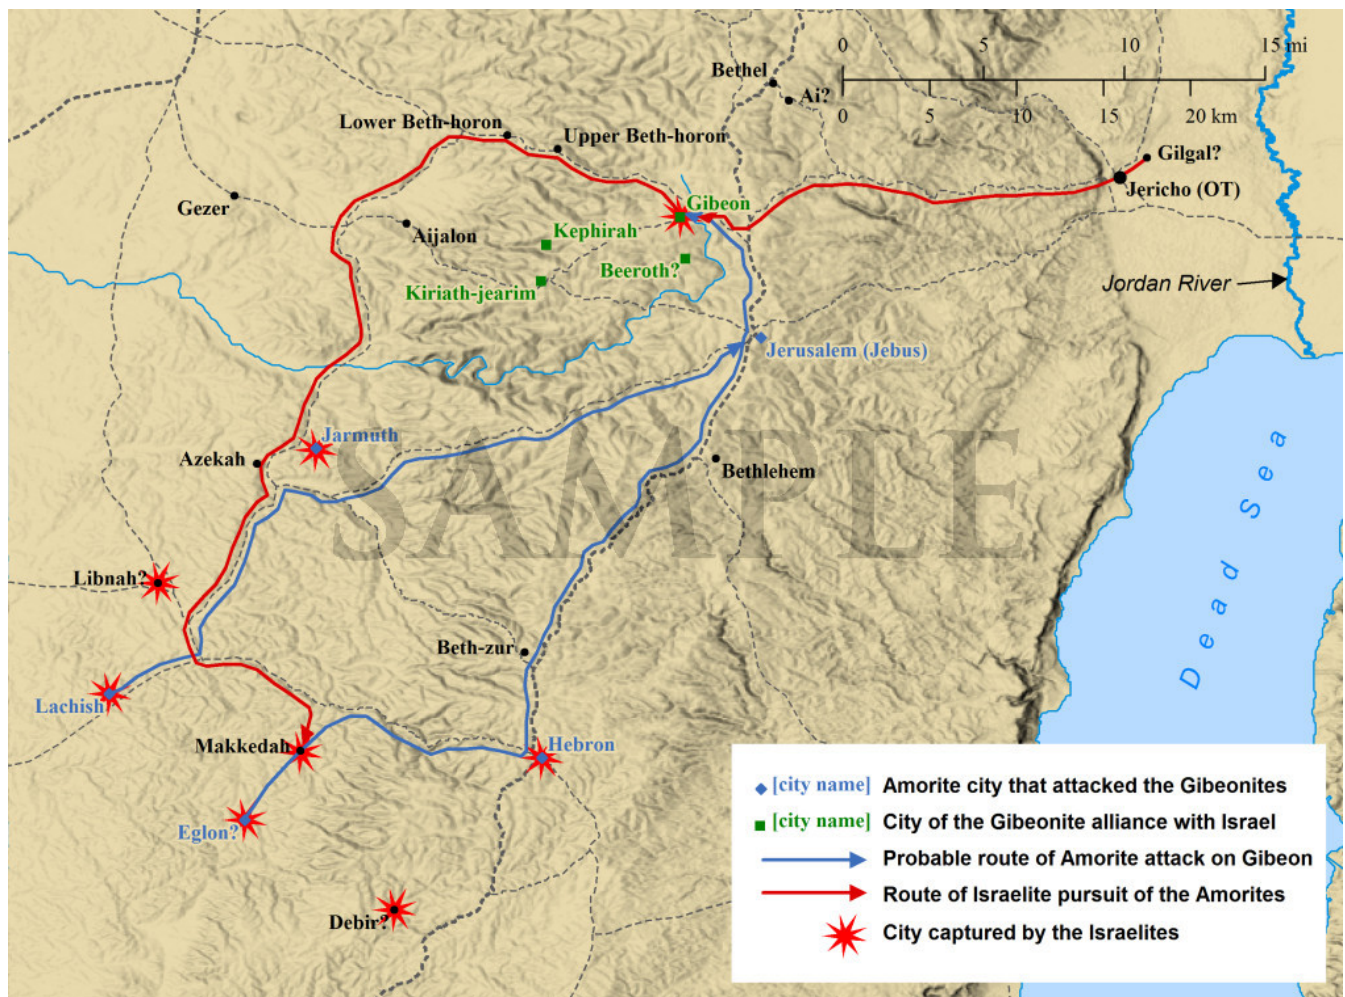 0 5 10 15 mi
0 5 10 15 20 km
Bethel
Ai?
Lower Beth-horon
Upper Beth-horon
Gilgal?
Jericho (OT)
Gezer
Gibeon
Aijalon
Kephirah
Beeroth?
Kiriath-jearim
Jordan River
Jerusalem (Jebus)
Jarmuth
Azekah
Bethlehem
SAMPLE
Dead Sea
Libnah?
Beth-zur
Lachish
Makkedah
Hebron
Eglon?
Debir?
[city name] Amorite city that attacked the Gibeonites
[city name] City of the Gibeonite alliance with Israel
Probable route of Amorite attack on Gibeon
Route of Israelite pursuit of the Amorites
City captured by the Israelites